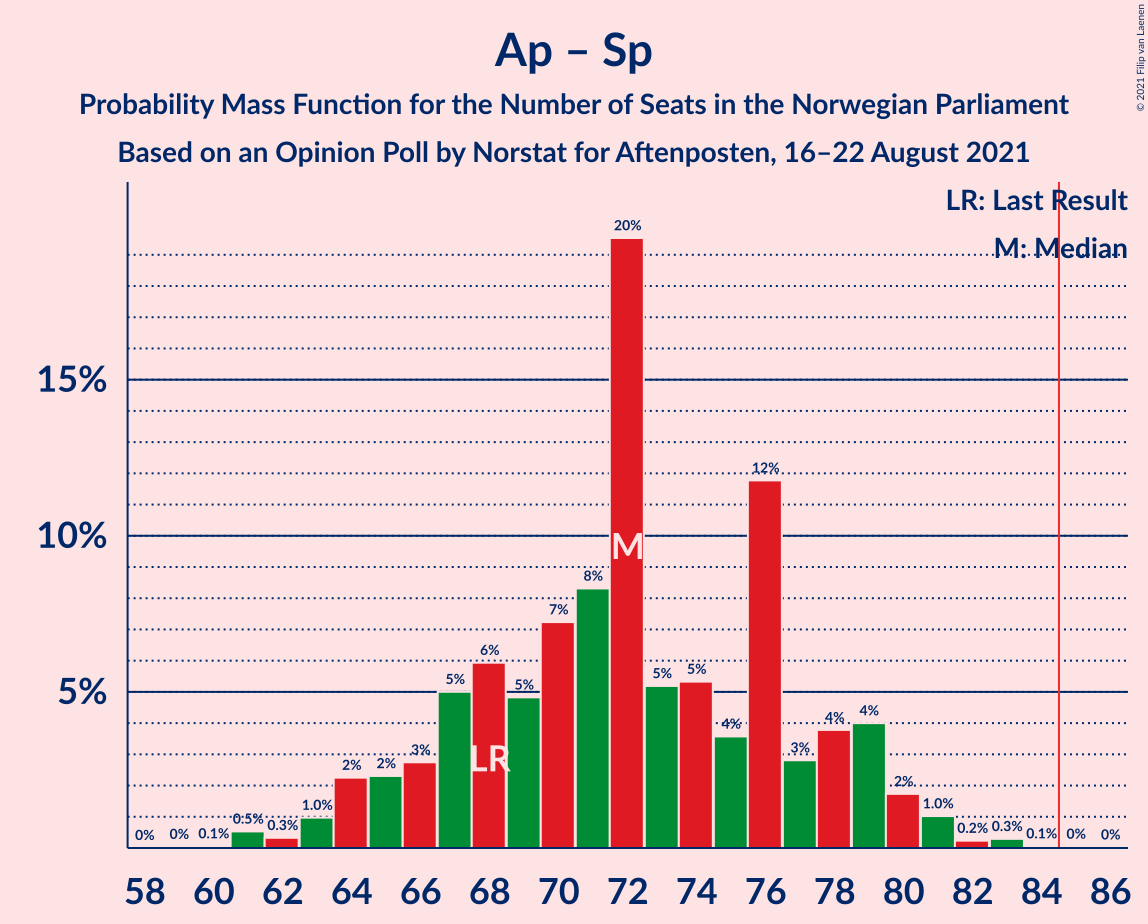 Ap – Sp
Probability Mass Function for the Number of Seats in the Norwegian Parliament
Based on an Opinion Poll by Norstat for Aftenposten, 16–22 August 2021
© 2021 Filip van Laenen
LR: Last Result
M: Median
15%
10%
5%
0% 0% 0.1% 0.5% 0.3% 1.0% 2% 2% 3% 5% 6% 5% 7% 8% 20% 5% 5% 4% 12% 3% 4% 4% 2% 1.0% 0.2% 0.3% 0.1% 0% 0%
M
LR
58 60 62 64 66 68 70 72 74 76 78 80 82 84 86